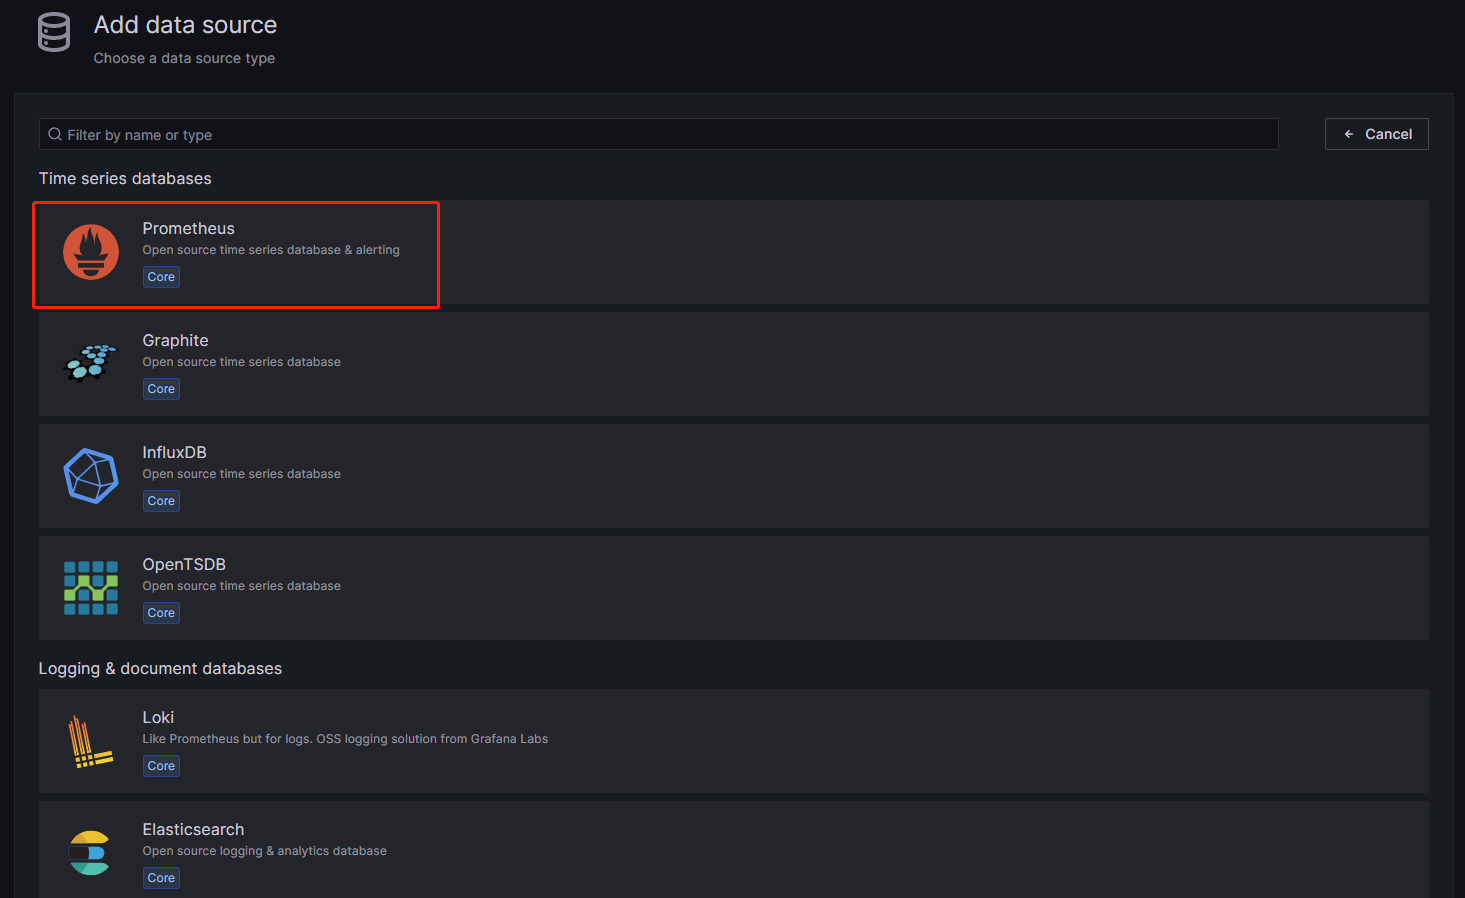 Add data source
Choose a data source type
Filter by name or type
Cancel
Time series databases
Prometheus
Open source time series database & alerting
Core
Graphite
Open source time series database
Core
InfluxDB
Open source time series database
Core
OpenTSDB
Open source time series database
Core
Logging & document databases
Loki
Like Prometheus but for logs. OSS logging solution from Grafana Labs
Core
Elasticsearch
Open source logging & analytics database
Core